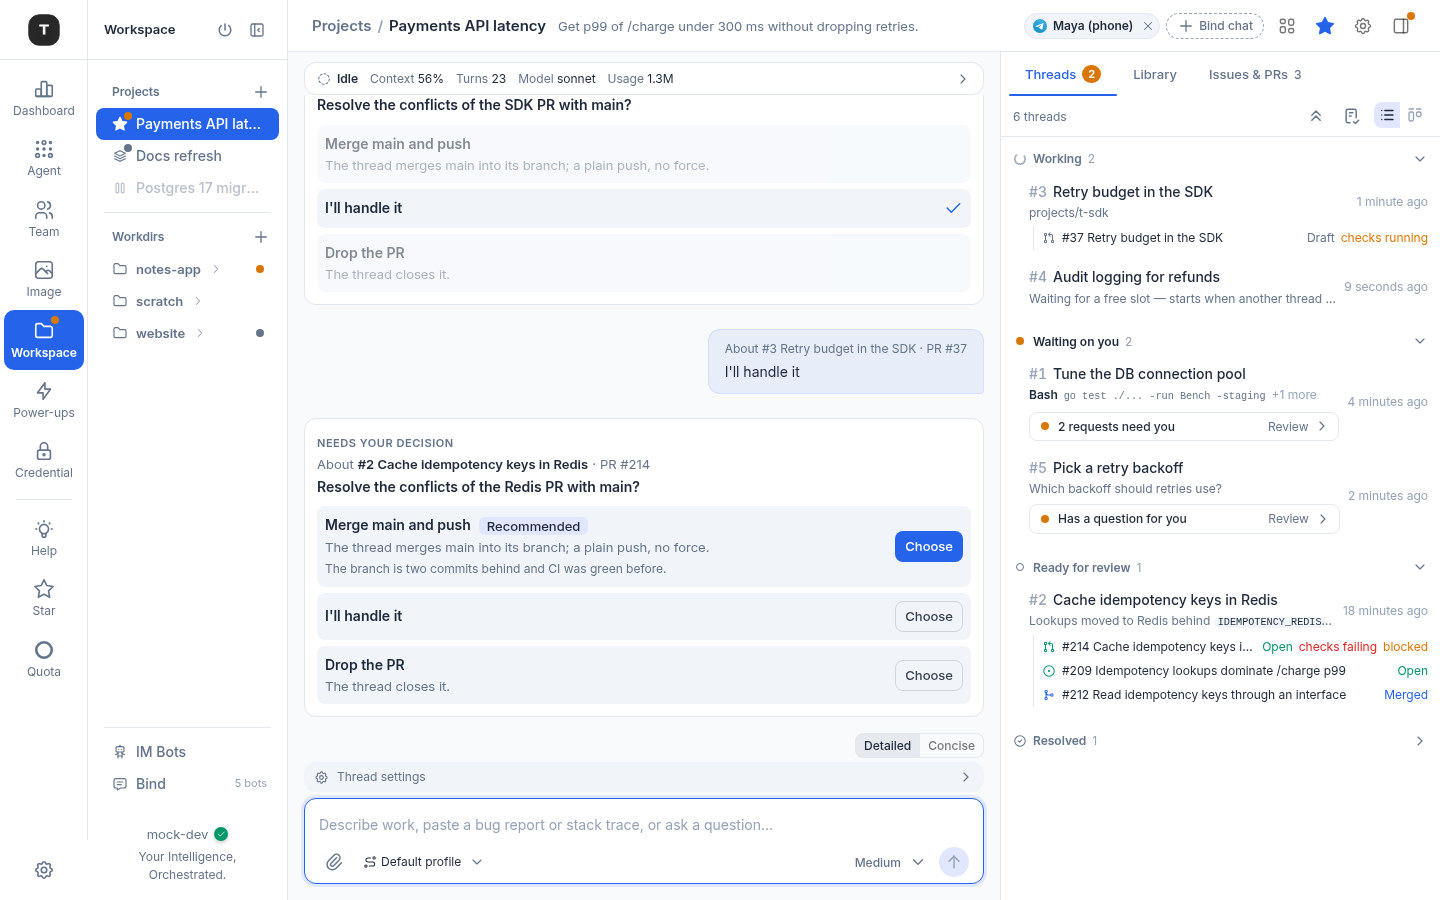 T
Workspace
Dashboard
Agent
Team
Image
Workspace
Power-ups
Credential
Help
Star
Quota
Projects
Payments API lat...
Docs refresh
Postgres 17 migr...
Workdirs
notes-app
scratch
website
IM Bots
Bind
5 bots
mock-dev
Your Intelligence,
Orchestrated.
Projects / Payments API latency Get p99 of /charge under 300 ms without dropping retries.
Maya (phone)
Bind chat
Idle Context 56% Turns 23 Model sonnet Usage 1.3M
Resolve the conflicts of the SDK PR with main?
Merge main and push
The thread merges main into its branch; a plain push, no force.
I'll handle it
Drop the PR
The thread closes it.
About #3 Retry budget in the SDK · PR #37
I'll handle it
NEEDS YOUR DECISION
About #2 Cache idempotency keys in Redis · PR #214
Resolve the conflicts of the Redis PR with main?
Merge main and push Recommended
The thread merges main into its branch; a plain push, no force.
The branch is two commits behind and CI was green before.
Choose
I'll handle it
Choose
Drop the PR
The thread closes it.
Choose
Detailed Concise
Thread settings
Describe work, paste a bug report or stack trace, or ask a question...
Default profile
Medium
Threads 2 Library Issues & PRs 3
6 threads
Working 2
#3 Retry budget in the SDK
projects/t-sdk
1 minute ago
#37 Retry budget in the SDK Draft checks running
#4 Audit logging for refunds
Waiting for a free slot — starts when another thread ...
9 seconds ago
Waiting on you 2
#1 Tune the DB connection pool
Bash go test ./... -run Bench -staging +1 more
4 minutes ago
2 requests need you Review
#5 Pick a retry backoff
Which backoff should retries use?
2 minutes ago
Has a question for you Review
Ready for review 1
#2 Cache idempotency keys in Redis
Lookups moved to Redis behind IDEMPOTENCY_REDIS...
18 minutes ago
#214 Cache idempotency keys i... Open checks failing blocked
#209 Idempotency lookups dominate /charge p99 Open
#212 Read idempotency keys through an interface Merged
Resolved 1